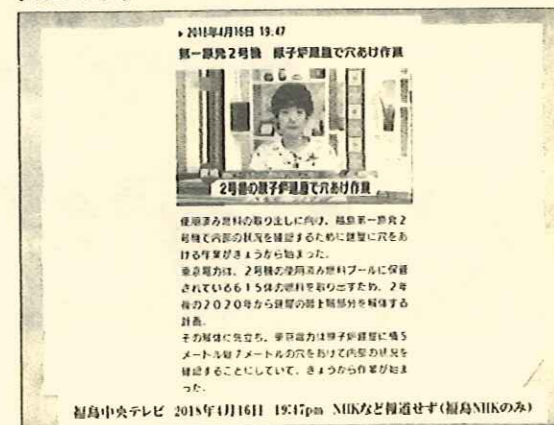 ▸ 2018年4月16日 19.47
第一原発2号機 原子炉建屋で穴あけ作業
2号機の原子炉建屋で穴あけ作業
使用済み燃料の取り出しに向け、福島第一原発2
号機で内部の状況を確認するために建屋に穴をあ
ける作業がきょうから始まった。
東京電力は、2号機の使用済み燃料プールに保管
されている615体の燃料を取り出すため、2年
後の2020年から建屋の最上階部分を解体する
計画。
その解体に先立ち、東京電力は原子炉建屋に横5
メートル縦7メートルの穴をあけて内部の状況を
確認することにしていて、きょうから作業が始ま
った。
福島中央テレビ 2018年4月16日 19:47pm NHKなど報道せず(福島NHKのみ)